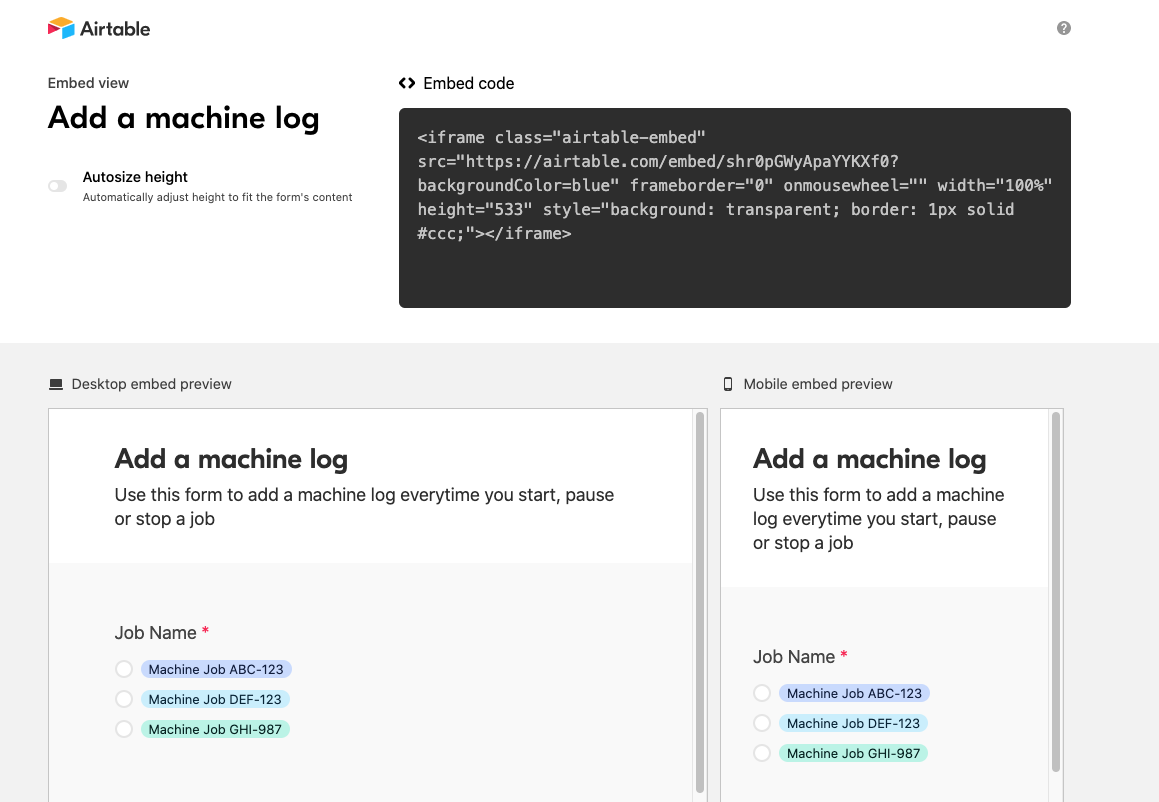 Airtable
Embed view
Add a machine log
Autosize height
Automatically adjust height to fit the form's content
Embed code
<iframe class="airtable-embed"
src="https://airtable.com/embed/shr0pGWyApaYYKXf0?
backgroundColor=blue" frameborder="0" onmousewheel="" width="100%"
height="533" style="background: transparent; border: 1px solid
#ccc;"></iframe>
Desktop embed preview
Add a machine log
Use this form to add a machine log everytime you start, pause
or stop a job
Job Name *
Machine Job ABC-123
Machine Job DEF-123
Machine Job GHI-987
Mobile embed preview
Add a machine log
Use this form to add a machine
log everytime you start, pause
or stop a job
Job Name *
Machine Job ABC-123
Machine Job DEF-123
Machine Job GHI-987